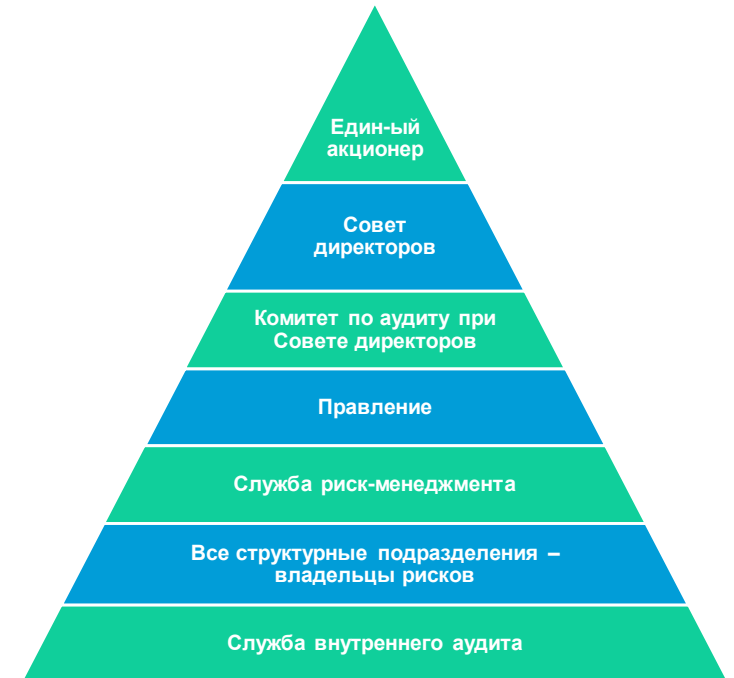 Един-ый
акционер
Совет
директоров
Комитет по аудиту при
Совете директоров
Правление
Служба риск-менеджмента
Все структурные подразделения –
владельцы рисков
Служба внутреннего аудита